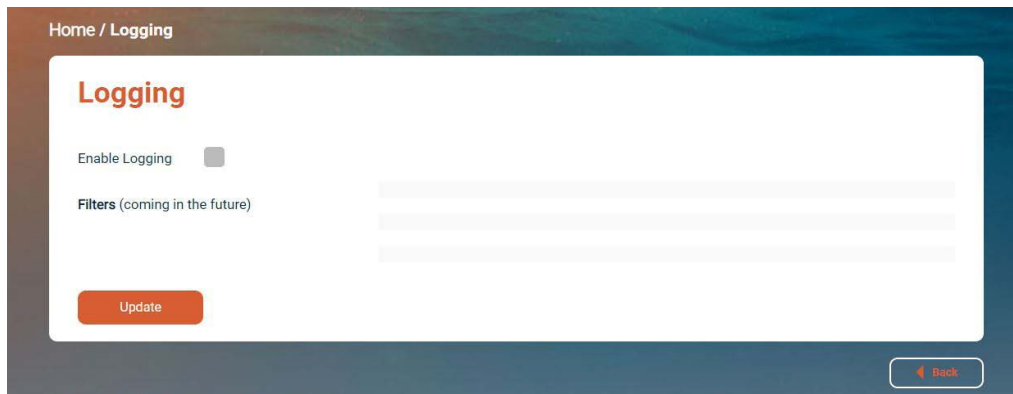 Home / Logging
Logging
Enable Logging
Filters (coming in the future)
Update
Back